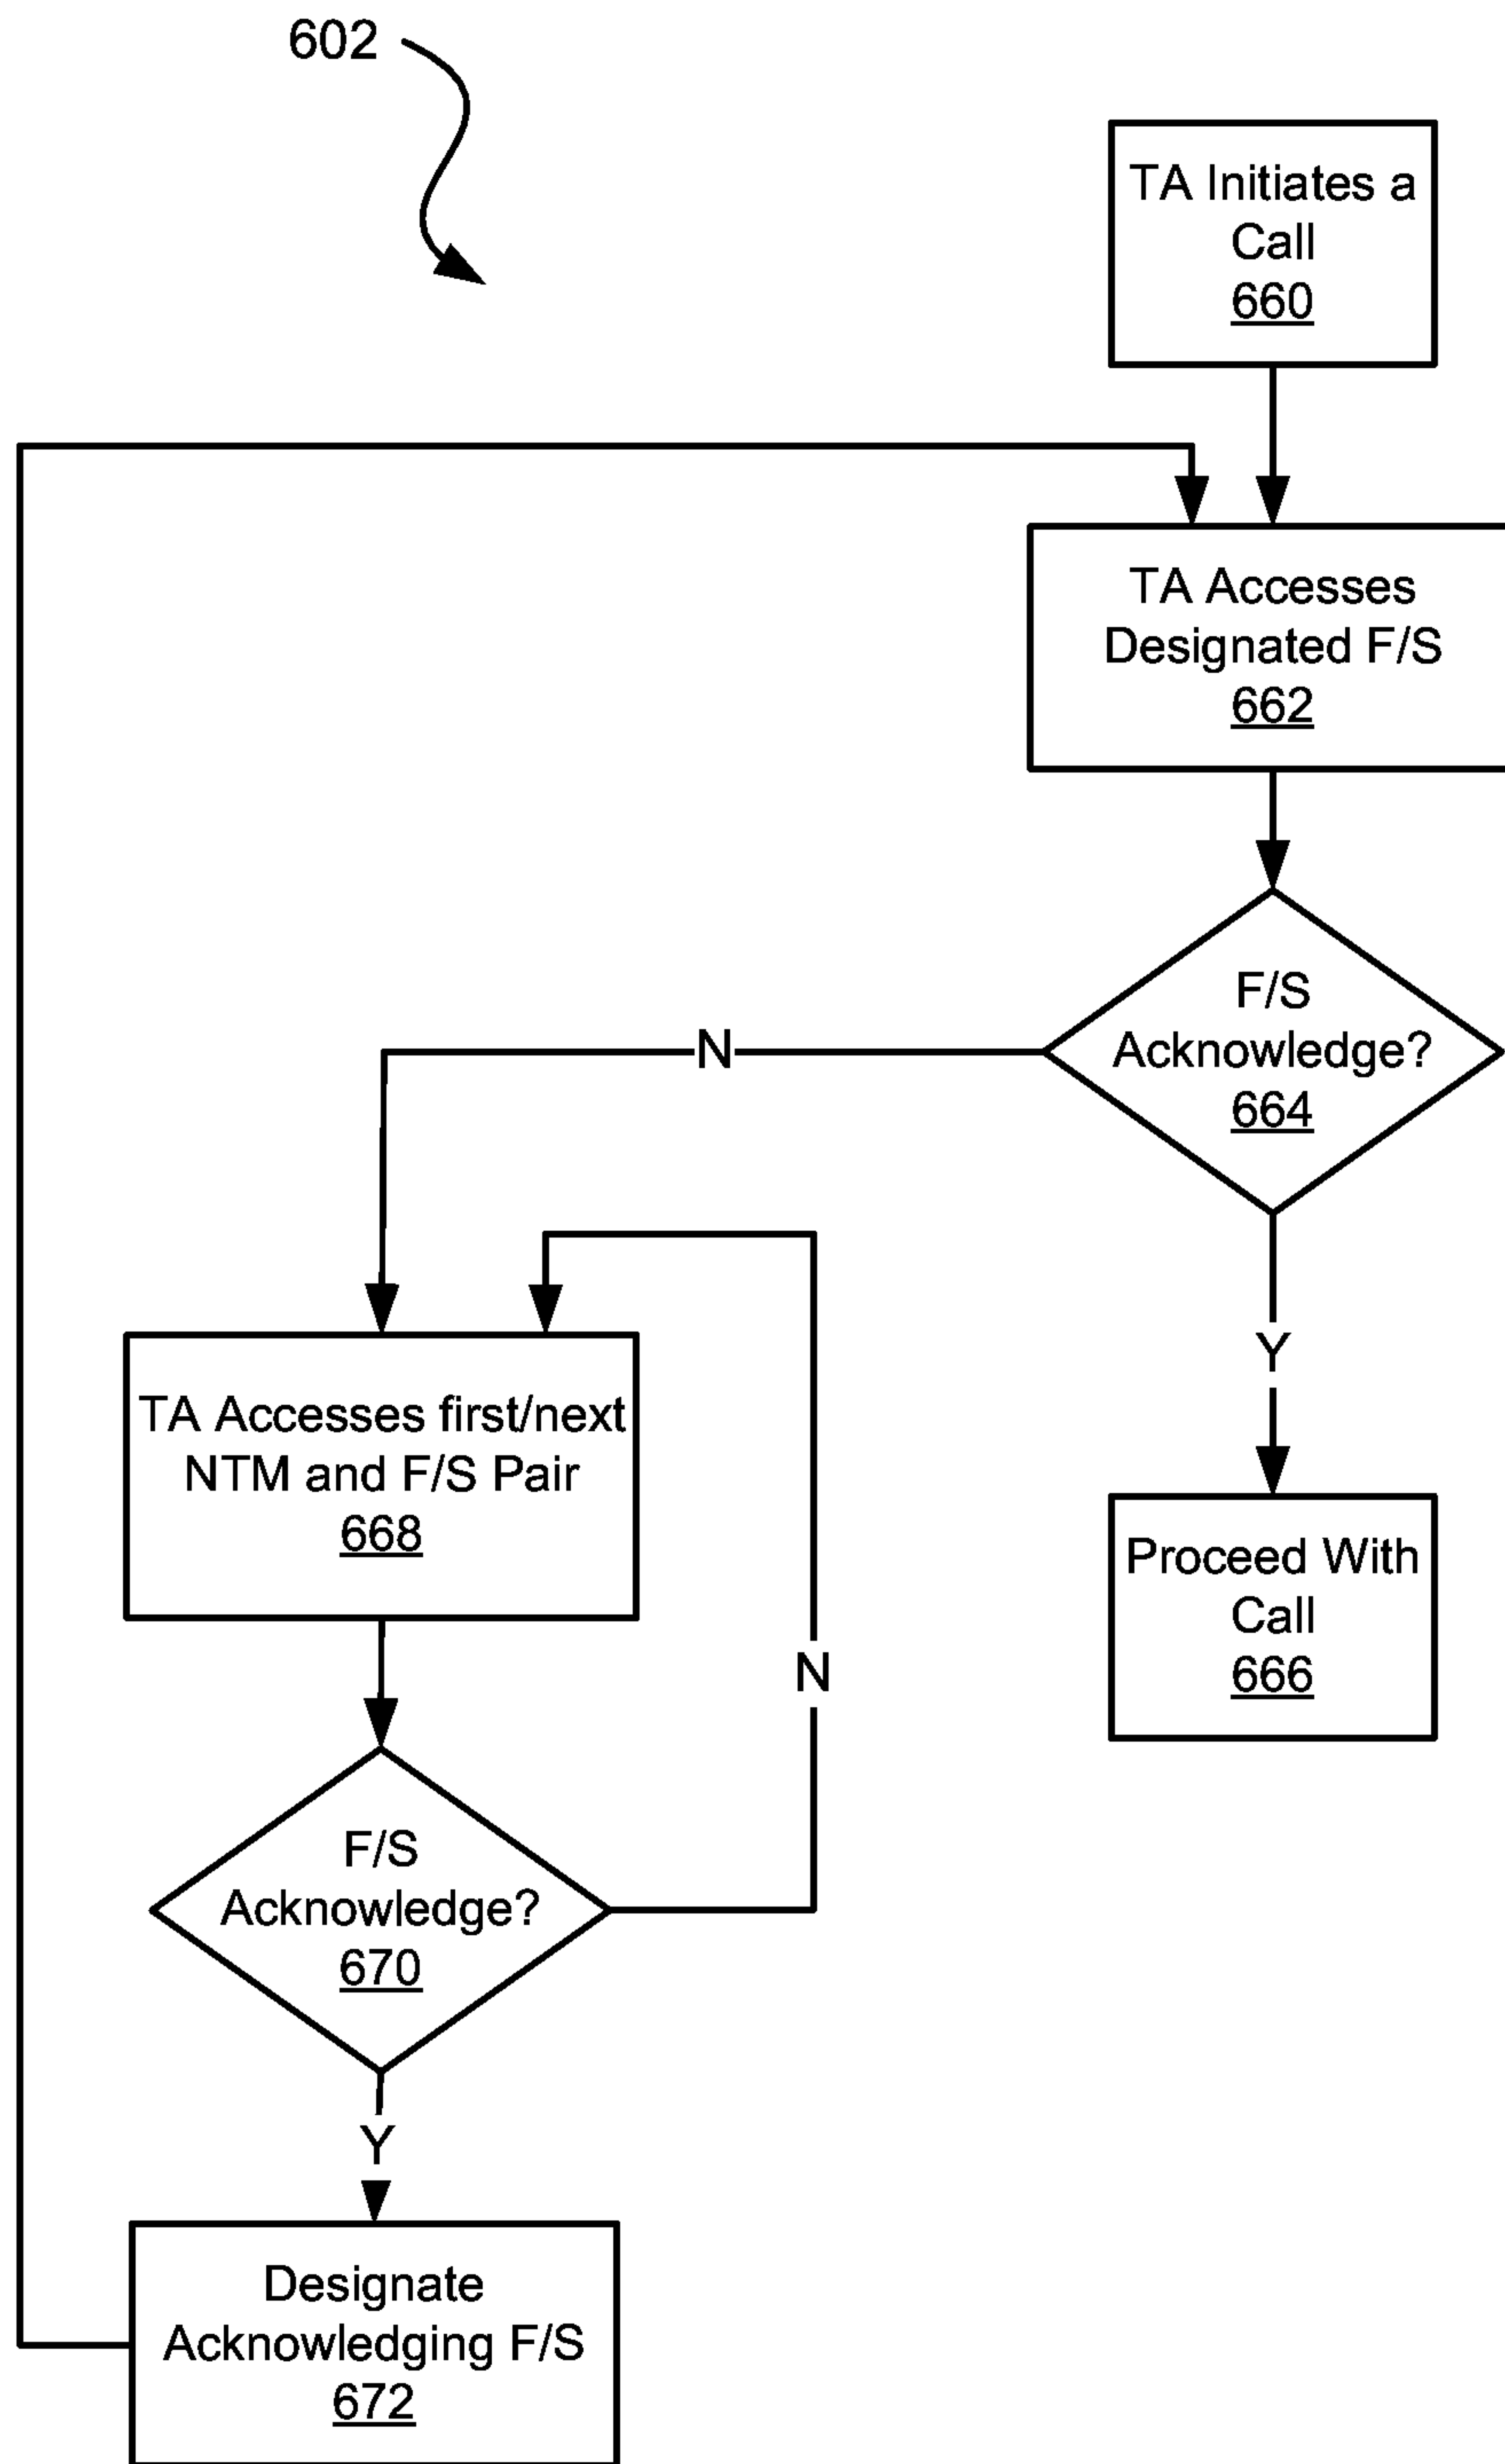 602
TA Initiates a
Call
660
TA Accesses
Designated F/S
662
F/S
Acknowledge?
664
N
Y
TA Accesses first/next
NTM and F/S Pair
668
Proceed With
Call
666
N
F/S
Acknowledge?
670
Y
Designate
Acknowledging F/S
672